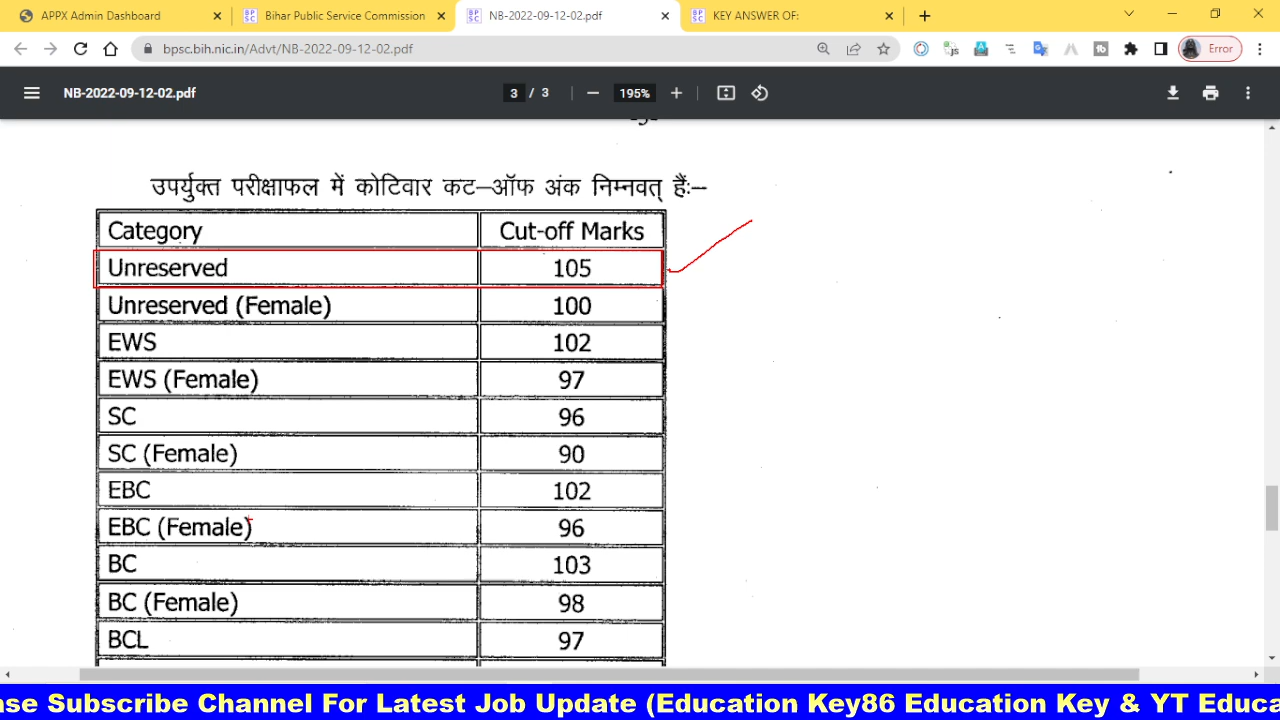 APPX Admin Dashboard
Bihar Public Service Commission
NB-2022-09-12-02.pdf
KEY ANSWER OF:
bpsc.bih.nic.in/Advt/NB-2022-09-12-02.pdf
Error
NB-2022-09-12-02.pdf
3 / 3
195%
उपर्युक्त परीक्षाफल में कोटिवार कट–ऑफ अंक निम्नवत् हैं:–
Category Cut-off Marks
Unreserved 105
Unreserved (Female) 100
EWS 102
EWS (Female) 97
SC 96
SC (Female) 90
EBC 102
EBC (Female) 96
BC 103
BC (Female) 98
BCL 97
ase Subscribe Channel For Latest Job Update (Education Key86 Education Key & YT Educa